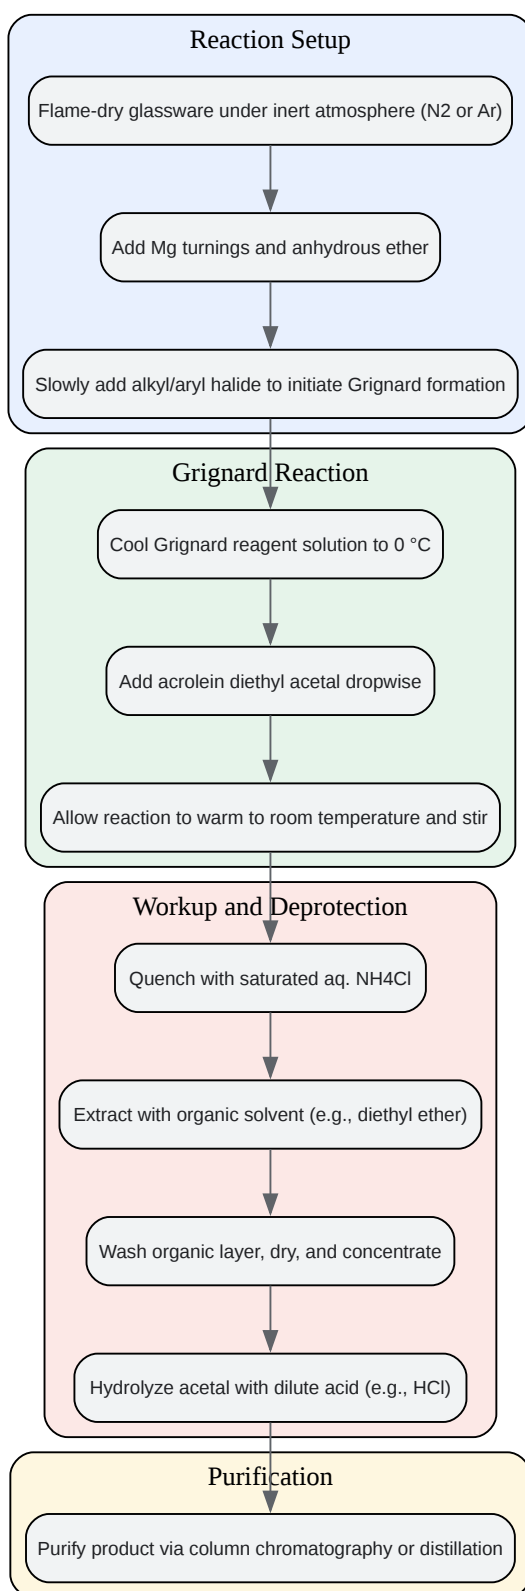 Reaction Setup
Flame-dry glassware under inert atmosphere (N2 or Ar)
Add Mg turnings and anhydrous ether
Slowly add alkyl/aryl halide to initiate Grignard formation
Grignard Reaction
Cool Grignard reagent solution to 0 °C
Add acrolein diethyl acetal dropwise
Allow reaction to warm to room temperature and stir
Workup and Deprotection
Quench with saturated aq. NH4Cl
Extract with organic solvent (e.g., diethyl ether)
Wash organic layer, dry, and concentrate
Hydrolyze acetal with dilute acid (e.g., HCl)
Purification
Purify product via column chromatography or distillation